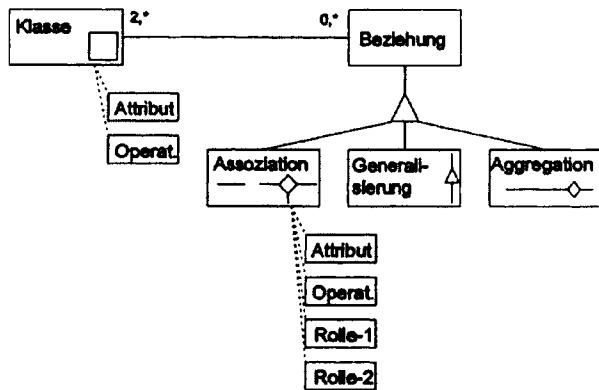 Klasse
2,*
0,*
Beziehung
Attribut
Operat.
Assoziation
Generali-
sierung
Aggregation
Attribut
Operat.
Rolle-1
Rolle-2